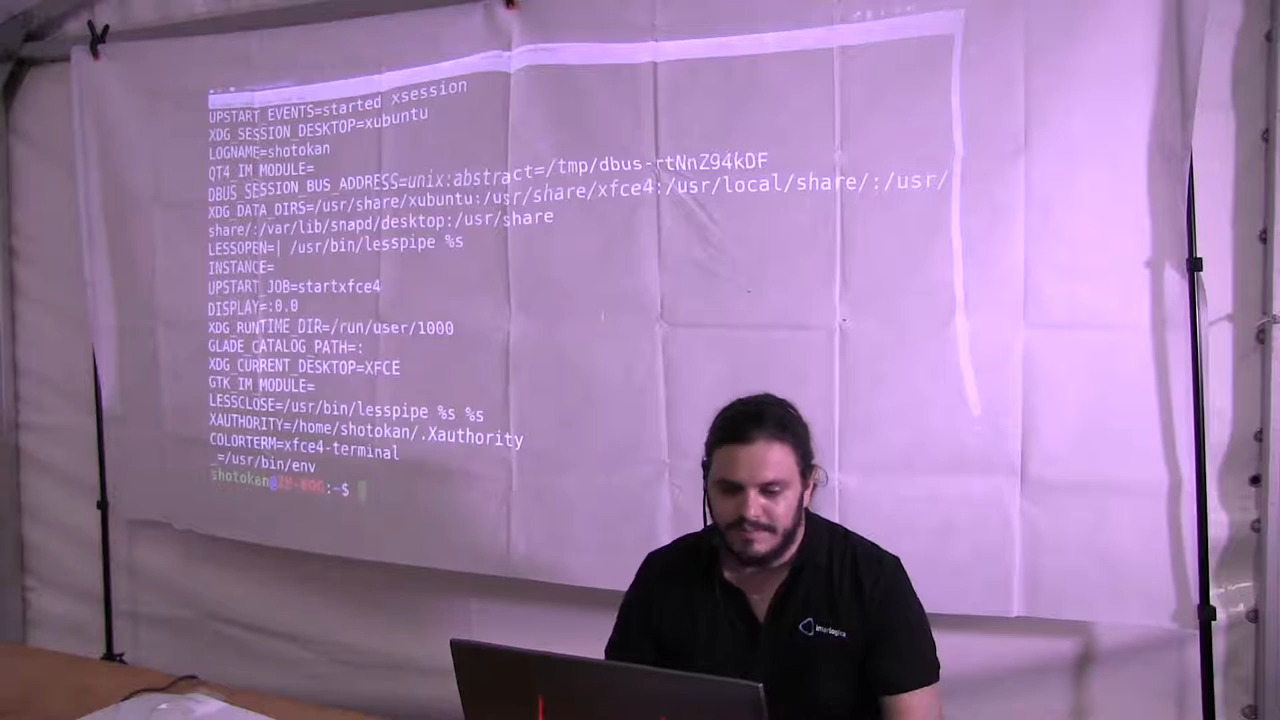 UPSTART_EVENTS=started xsession
XDG_SESSION_DESKTOP=xubuntu
LOGNAME=shotokan
QT4_IM_MODULE=
DBUS_SESSION_BUS_ADDRESS=unix:abstract=/tmp/dbus-rtNnZ94kDF
XDG_DATA_DIRS=/usr/share/xubuntu:/usr/share/xfce4:/usr/local/share/:/usr/
share/:/var/lib/snapd/desktop:/usr/share
LESSOPEN=| /usr/bin/lesspipe %s
INSTANCE=
UPSTART_JOB=startxfce4
DISPLAY=:0.0
XDG_RUNTIME_DIR=/run/user/1000
GLADE_CATALOG_PATH=:
XDG_CURRENT_DESKTOP=XFCE
GTK_IM_MODULE=
LESSCLOSE=/usr/bin/lesspipe %s %s
XAUTHORITY=/home/shotokan/.Xauthority
COLORTERM=xfce4-terminal
_=/usr/bin/env
shotokan@:~$
interlogica